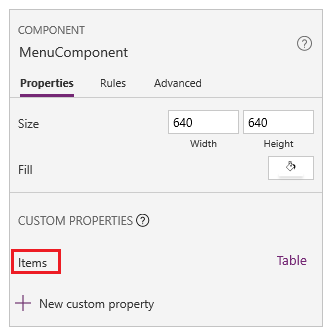 COMPONENT
MenuComponent
?
Properties Rules Advanced
Size 640 640
Width Height
Fill
CUSTOM PROPERTIES ?
Items Table
+ New custom property